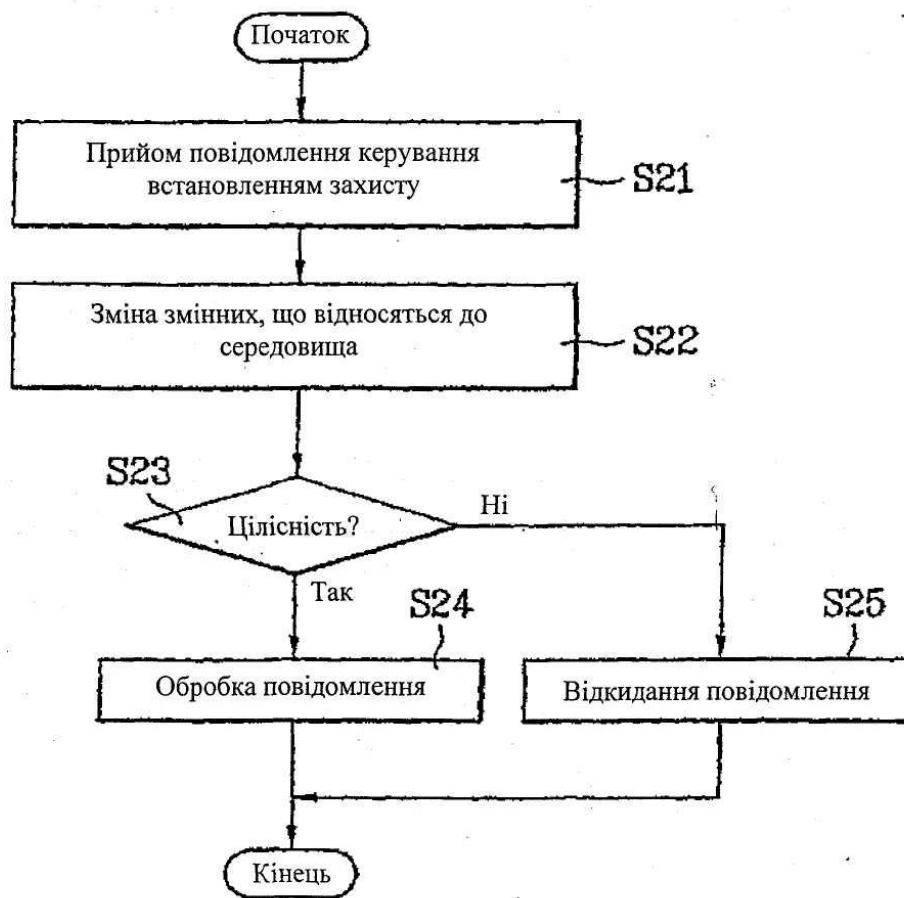 Початок
Прийом повідомлення керування
встановленням захисту
S21
Зміна змінних, що відносяться до
середовища
S22
S23
Цілісність?
Ні
Так
S24
S25
Обробка повідомлення
Відкидання повідомлення
Кінець